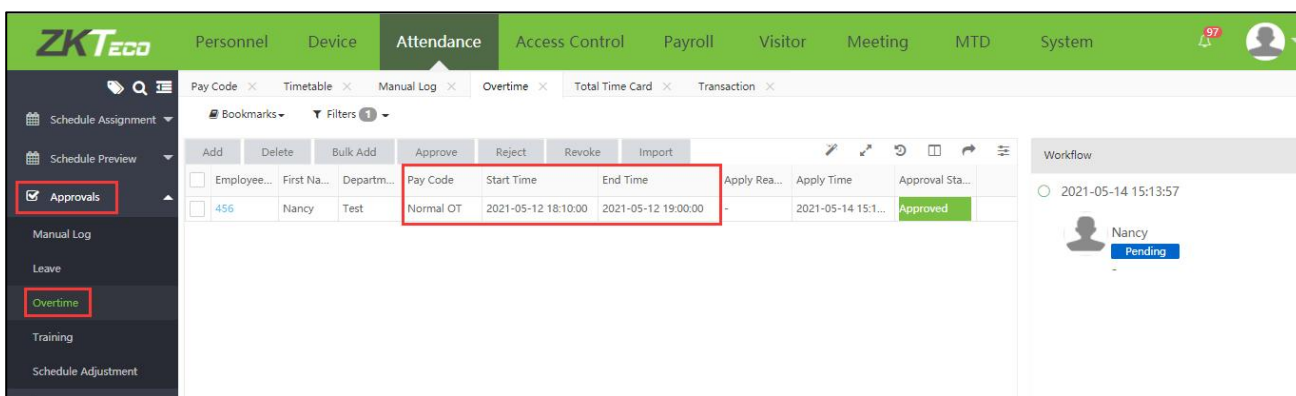 ZKTECO Personnel Device Attendance Access Control Payroll Visitor Meeting MTD System 97
Pay Code Timetable Manual Log Overtime Total Time Card Transaction
Bookmarks Filters 1
Schedule Assignment
Schedule Preview
Approvals
Manual Log
Leave
Overtime
Training
Schedule Adjustment
Add Delete Bulk Add Approve Reject Revoke Import
Employee... First Na... Departm... Pay Code Start Time End Time Apply Rea... Apply Time Approval Sta...
456 Nancy Test Normal OT 2021-05-12 18:10:00 2021-05-12 19:00:00 - 2021-05-14 15:1... Approved
Workflow
2021-05-14 15:13:57
Nancy
Pending
-